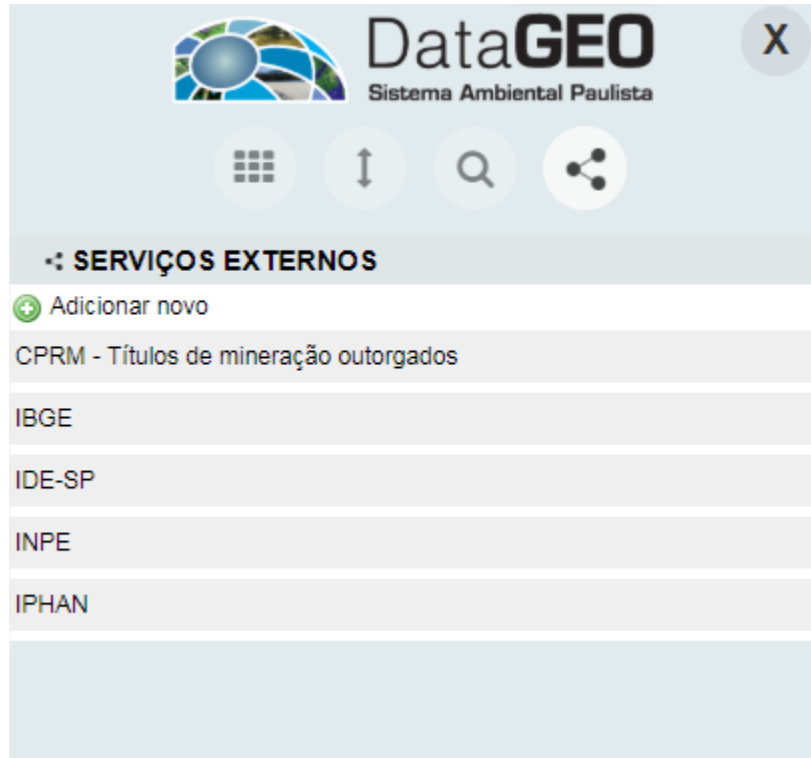 DataGEO
Sistema Ambiental Paulista
X
SERVIÇOS EXTERNOS
Adicionar novo
CPRM - Títulos de mineração outorgados
IBGE
IDE-SP
INPE
IPHAN